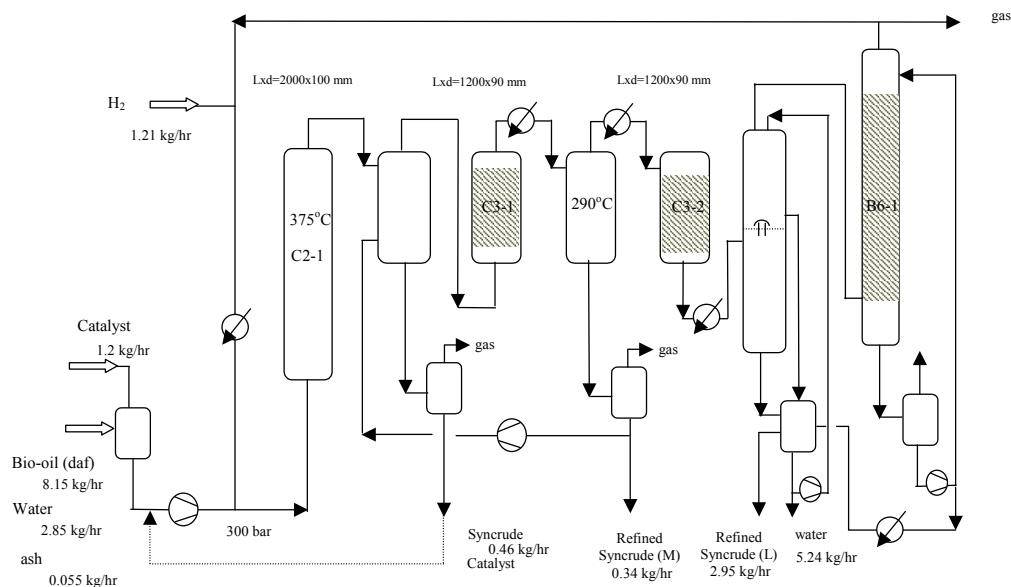 gas
Lxd=2000x100 mm
Lxd=1200x90 mm
Lxd=1200x90 mm
H2
1.21 kg/hr
375oC
C2-1
C3-1
290oC
C3-2
B6-1
Catalyst
1.2 kg/hr
gas
gas
Bio-oil (daf)
8.15 kg/hr
Water
2.85 kg/hr
ash
0.055 kg/hr
300 bar
Syncrude
0.46 kg/hr
Catalyst
Refined
Syncrude (M)
0.34 kg/hr
Refined
Syncrude (L)
2.95 kg/hr
water
5.24 kg/hr